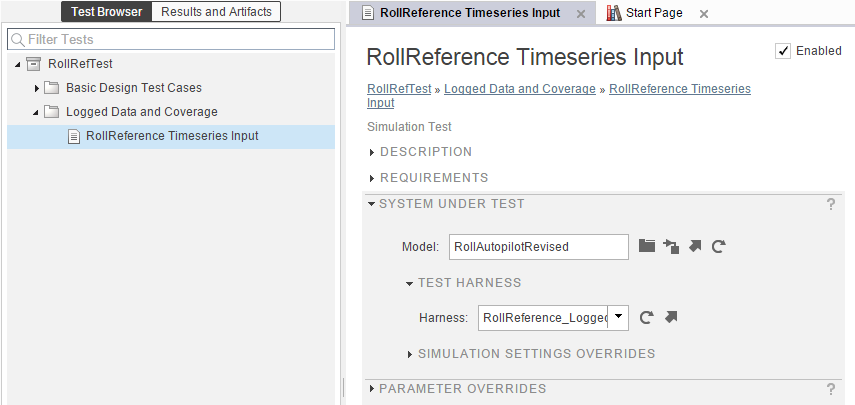 Test Browser
Results and Artifacts
Filter Tests
RollRefTest
Basic Design Test Cases
Logged Data and Coverage
RollReference Timeseries Input
RollReference Timeseries Input
Start Page
RollReference Timeseries Input
Enabled
RollRefTest » Logged Data and Coverage » RollReference Timeseries
Input
Simulation Test
DESCRIPTION
REQUIREMENTS
SYSTEM UNDER TEST ?
Model: RollAutopilotRevised
TEST HARNESS
Harness: RollReference_Logged
SIMULATION SETTINGS OVERRIDES
PARAMETER OVERRIDES ?